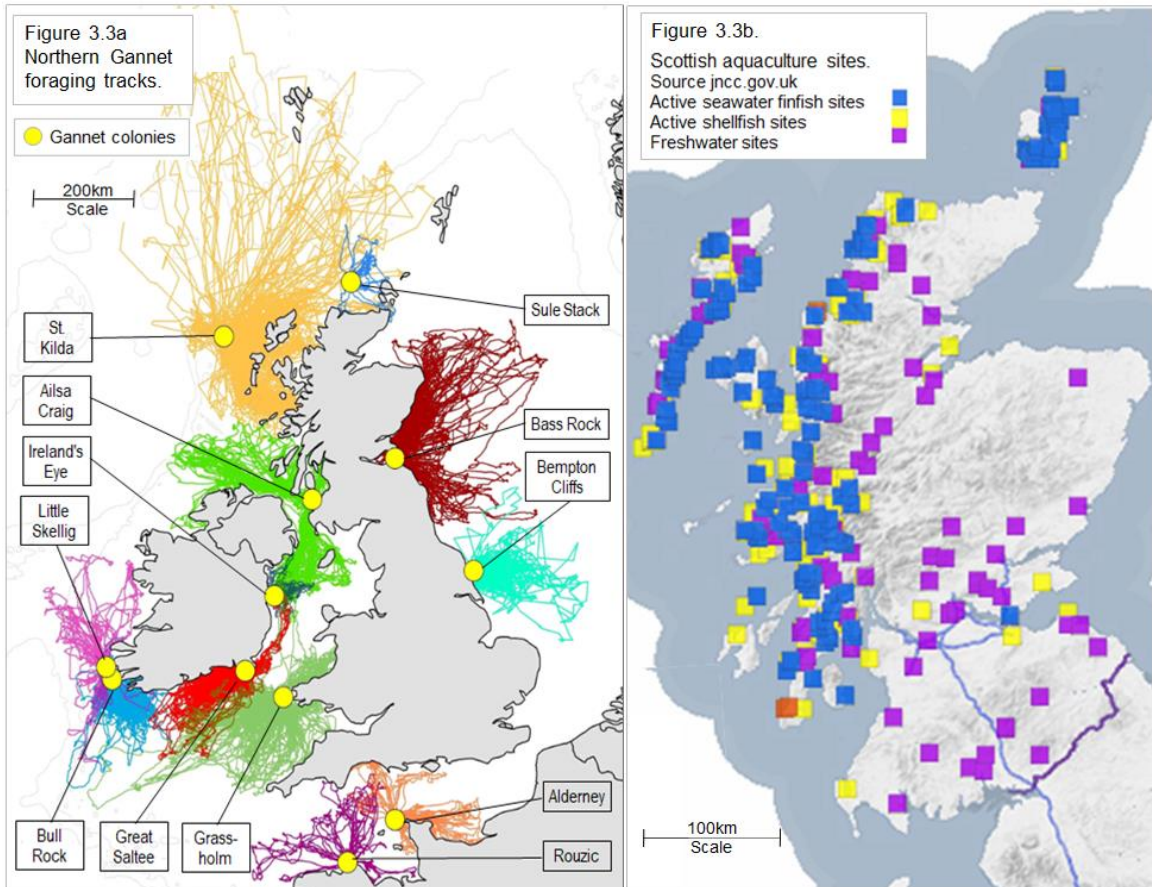 Figure 3.3a
Northern Gannet
foraging tracks.
Gannet colonies
200km
Scale
St.
Kilda
Ailsa
Craig
Ireland's
Eye
Little
Skellig
Bull
Rock
Great
Saltee
Grass-
holm
Sule Stack
Bass Rock
Bempton
Cliffs
Alderney
Rouzic
Figure 3.3b.
Scottish aquaculture sites.
Source jncc.gov.uk
Active seawater finfish sites
Active shellfish sites
Freshwater sites
100km
Scale